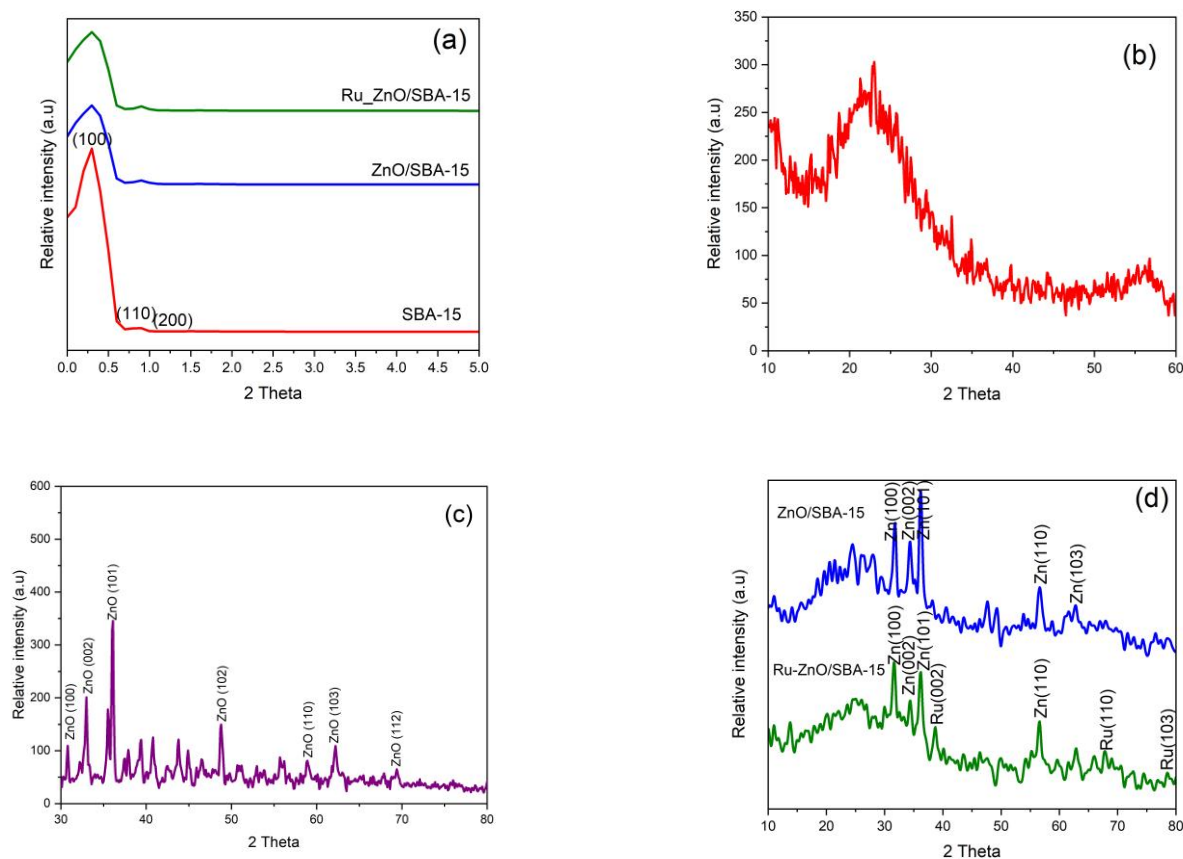 (a)
Ru_ZnO/SBA-15
(100)
ZnO/SBA-15
(110)
(200)
SBA-15
Relative intensity (a.u)
0.0 0.5 1.0 1.5 2.0 2.5 3.0 3.5 4.0 4.5 5.0
2 Theta
(b)
350
300
250
200
150
100
50
0
Relative intensity (a.u)
10 20 30 40 50 60
2 Theta
(c)
600
500
400
300
200
100
0
Relative intensity (a.u)
ZnO (100)
ZnO (002)
ZnO (101)
ZnO (102)
ZnO (110)
ZnO (103)
ZnO (112)
30 40 50 60 70 80
2 Theta
(d)
ZnO/SBA-15
Zn(100)
Zn(002)
Zn(101)
Zn(110)
Zn(103)
Ru-ZnO/SBA-15
Zn(100)
Zn(002)
Zn(101)
Ru(002)
Zn(110)
Ru(110)
Ru(103)
Relative intensity (a.u)
10 20 30 40 50 60 70 80
2 Theta